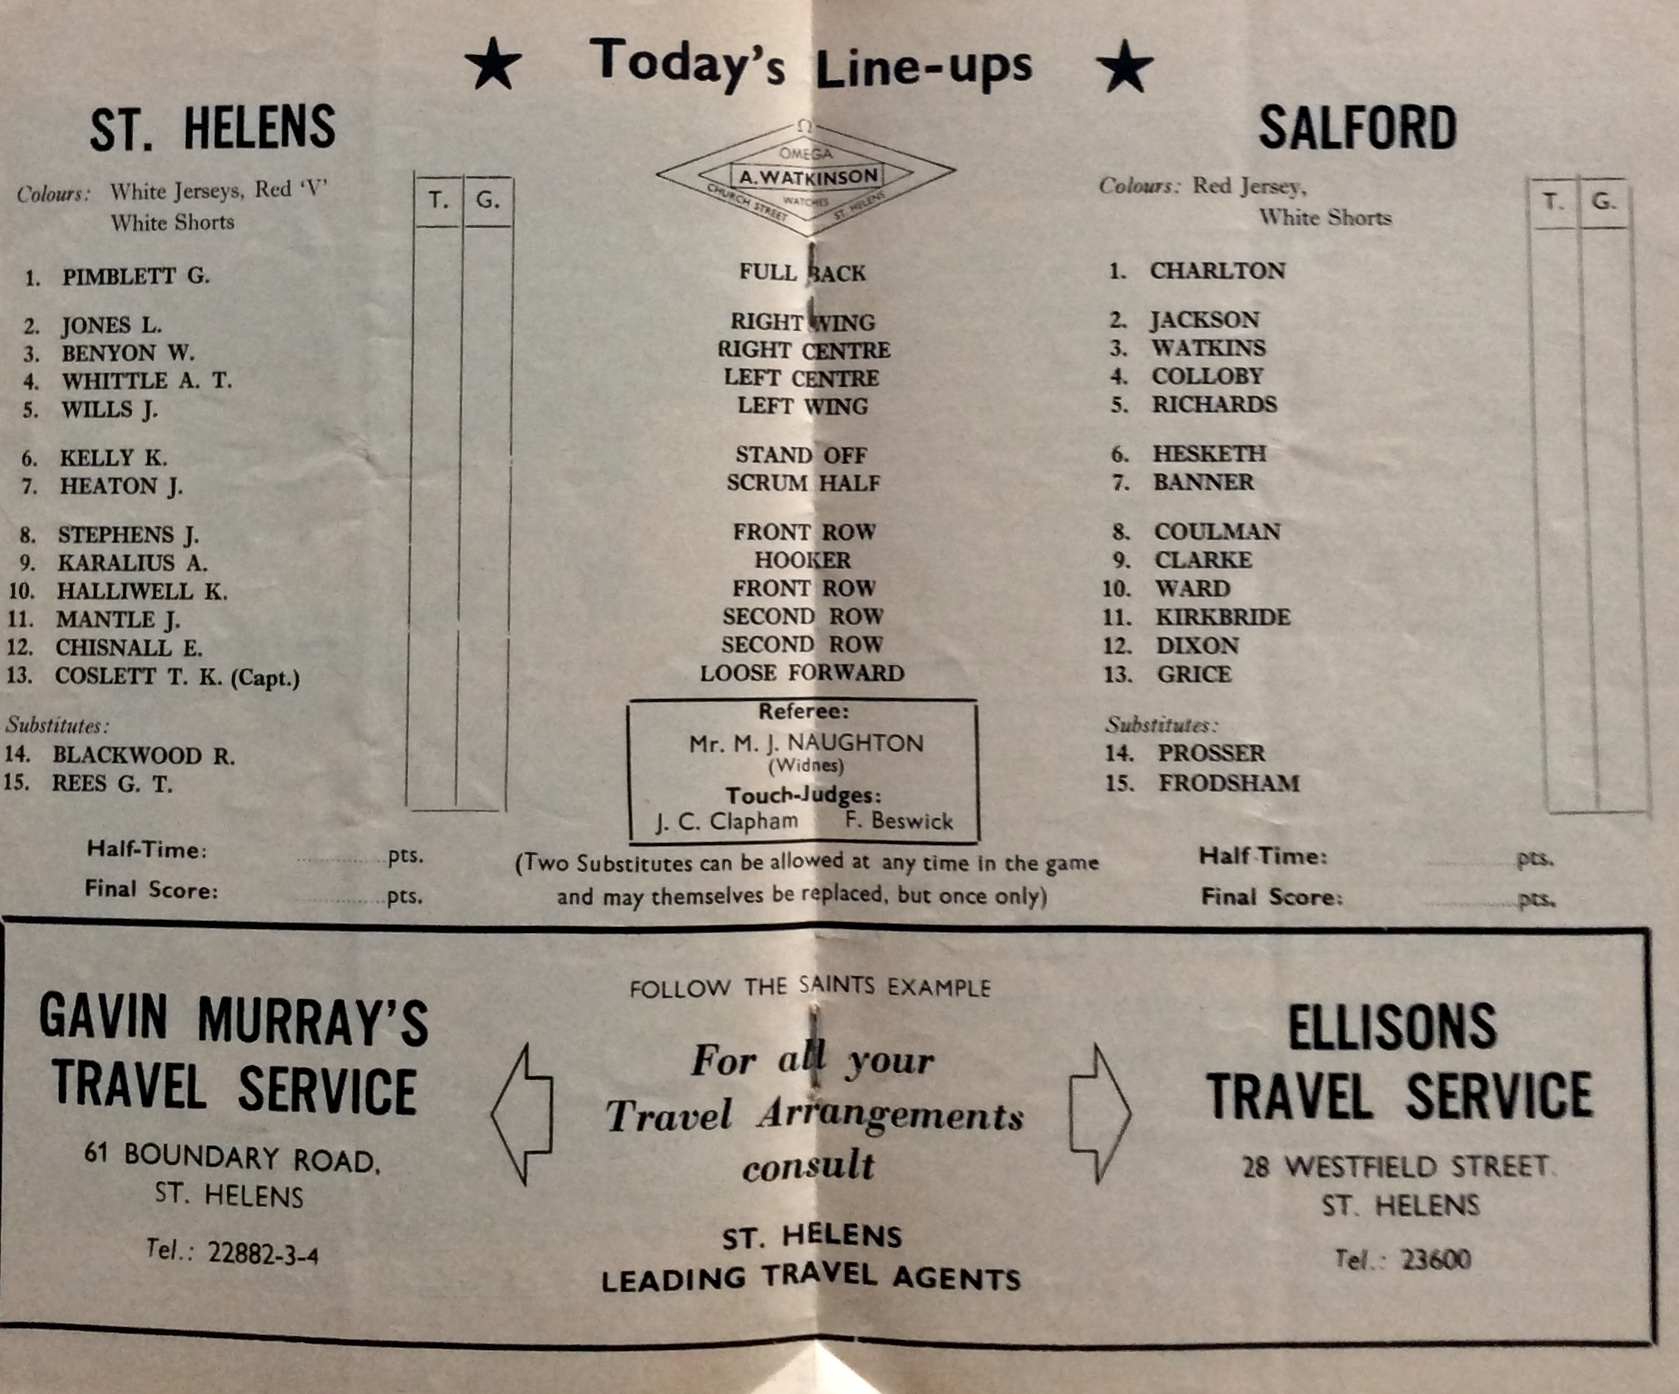 ★ Today's Line-ups ★
ST. HELENS
Colours: White Jerseys, Red 'V'
White Shorts
T. G.
1. PIMBLETT G.
2. JONES L.
3. BENYON W.
4. WHITTLE A. T.
5. WILLS J.
6. KELLY K.
7. HEATON J.
8. STEPHENS J.
9. KARALIUS A.
10. HALLIWELL K.
11. MANTLE J.
12. CHISNALL E.
13. COSLETT T. K. (Capt.)
Substitutes:
14. BLACKWOOD R.
15. REES G. T.
Half-Time: ............pts.
Final Score: ............pts.
Ω
OMEGA
A. WATKINSON
WATCHES
CHURCH STREET ST. HELENS
FULL BACK
RIGHT WING
RIGHT CENTRE
LEFT CENTRE
LEFT WING
STAND OFF
SCRUM HALF
FRONT ROW
HOOKER
FRONT ROW
SECOND ROW
SECOND ROW
LOOSE FORWARD
Referee:
Mr. M. J. NAUGHTON
(Widnes)
Touch-Judges:
J. C. Clapham F. Beswick
(Two Substitutes can be allowed at any time in the game
and may themselves be replaced, but once only)
SALFORD
Colours: Red Jersey,
White Shorts
T. G.
1. CHARLTON
2. JACKSON
3. WATKINS
4. COLLOBY
5. RICHARDS
6. HESKETH
7. BANNER
8. COULMAN
9. CLARKE
10. WARD
11. KIRKBRIDE
12. DIXON
13. GRICE
Substitutes:
14. PROSSER
15. FRODSHAM
Half Time: ............pts.
Final Score: ............pts.
GAVIN MURRAY'S
TRAVEL SERVICE
61 BOUNDARY ROAD,
ST. HELENS
Tel.: 22882-3-4
FOLLOW THE SAINTS EXAMPLE
For all your
Travel Arrangements
consult
ST. HELENS
LEADING TRAVEL AGENTS
ELLISONS
TRAVEL SERVICE
28 WESTFIELD STREET
ST. HELENS
Tel.: 23600